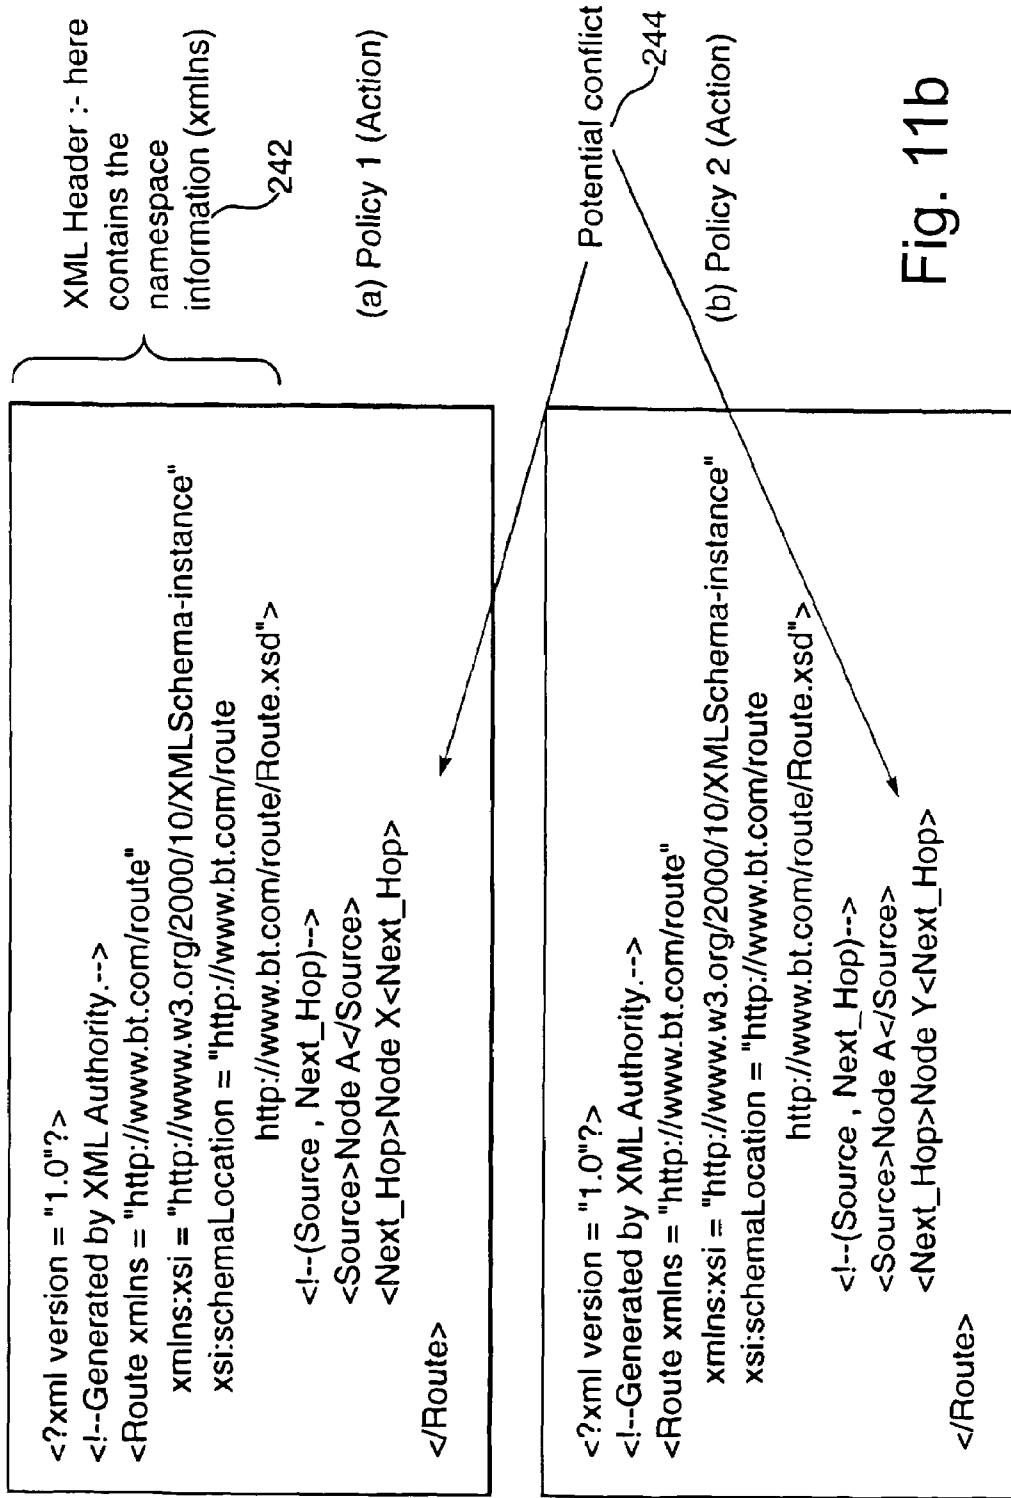 <?xml version = "1.0"?>
<!--Generated by XML Authority.-->
<Route xmlns = "http://www.bt.com/route"
xmlns:xsi = "http://www.w3.org/2000/10/XMLSchema-instance"
xsi:schemaLocation = "http://www.bt.com/route
http://www.bt.com/route/Route.xsd">
<!--(Source , Next_Hop)-->
<Source>Node A</Source>
<Next_Hop>Node X<Next_Hop>
</Route>
XML Header :- here
contains the
namespace
information (xmlns)
242
(a) Policy 1 (Action)
Potential conflict
244
<?xml version = "1.0"?>
<!--Generated by XML Authority.-->
<Route xmlns = "http://www.bt.com/route"
xmlns:xsi = "http://www.w3.org/2000/10/XMLSchema-instance"
xsi:schemaLocation = "http://www.bt.com/route
http://www.bt.com/route/Route.xsd">
<!--(Source , Next_Hop)-->
<Source>Node A</Source>
<Next_Hop>Node Y<Next_Hop>
</Route>
(b) Policy 2 (Action)
Fig. 11b